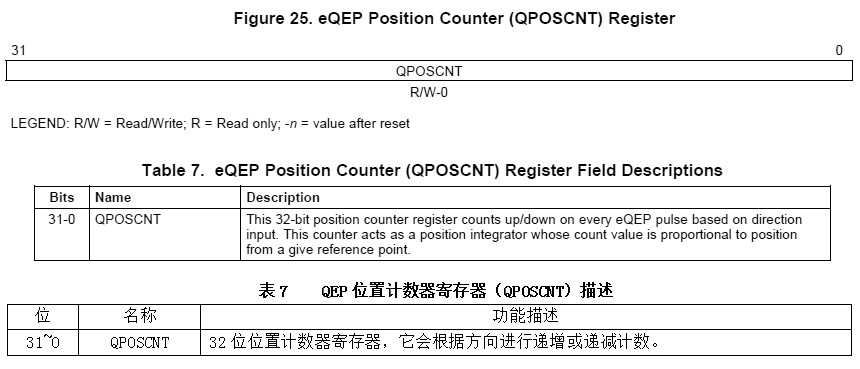 Figure 25. eQEP Position Counter (QPOSCNT) Register
31 0
QPOSCNT
R/W-0
LEGEND: R/W = Read/Write; R = Read only; -n = value after reset
Table 7. eQEP Position Counter (QPOSCNT) Register Field Descriptions
Bits Name Description
31-0 QPOSCNT This 32-bit position counter register counts up/down on every eQEP pulse based on direction
input. This counter acts as a position integrator whose count value is proportional to position
from a give reference point.
表 7 QEP 位置计数器寄存器（QPOSCNT）描述
位 名称 功能描述
31~0 QPOSCNT 32 位位置计数器寄存器，它会根据方向进行递增或递减计数。